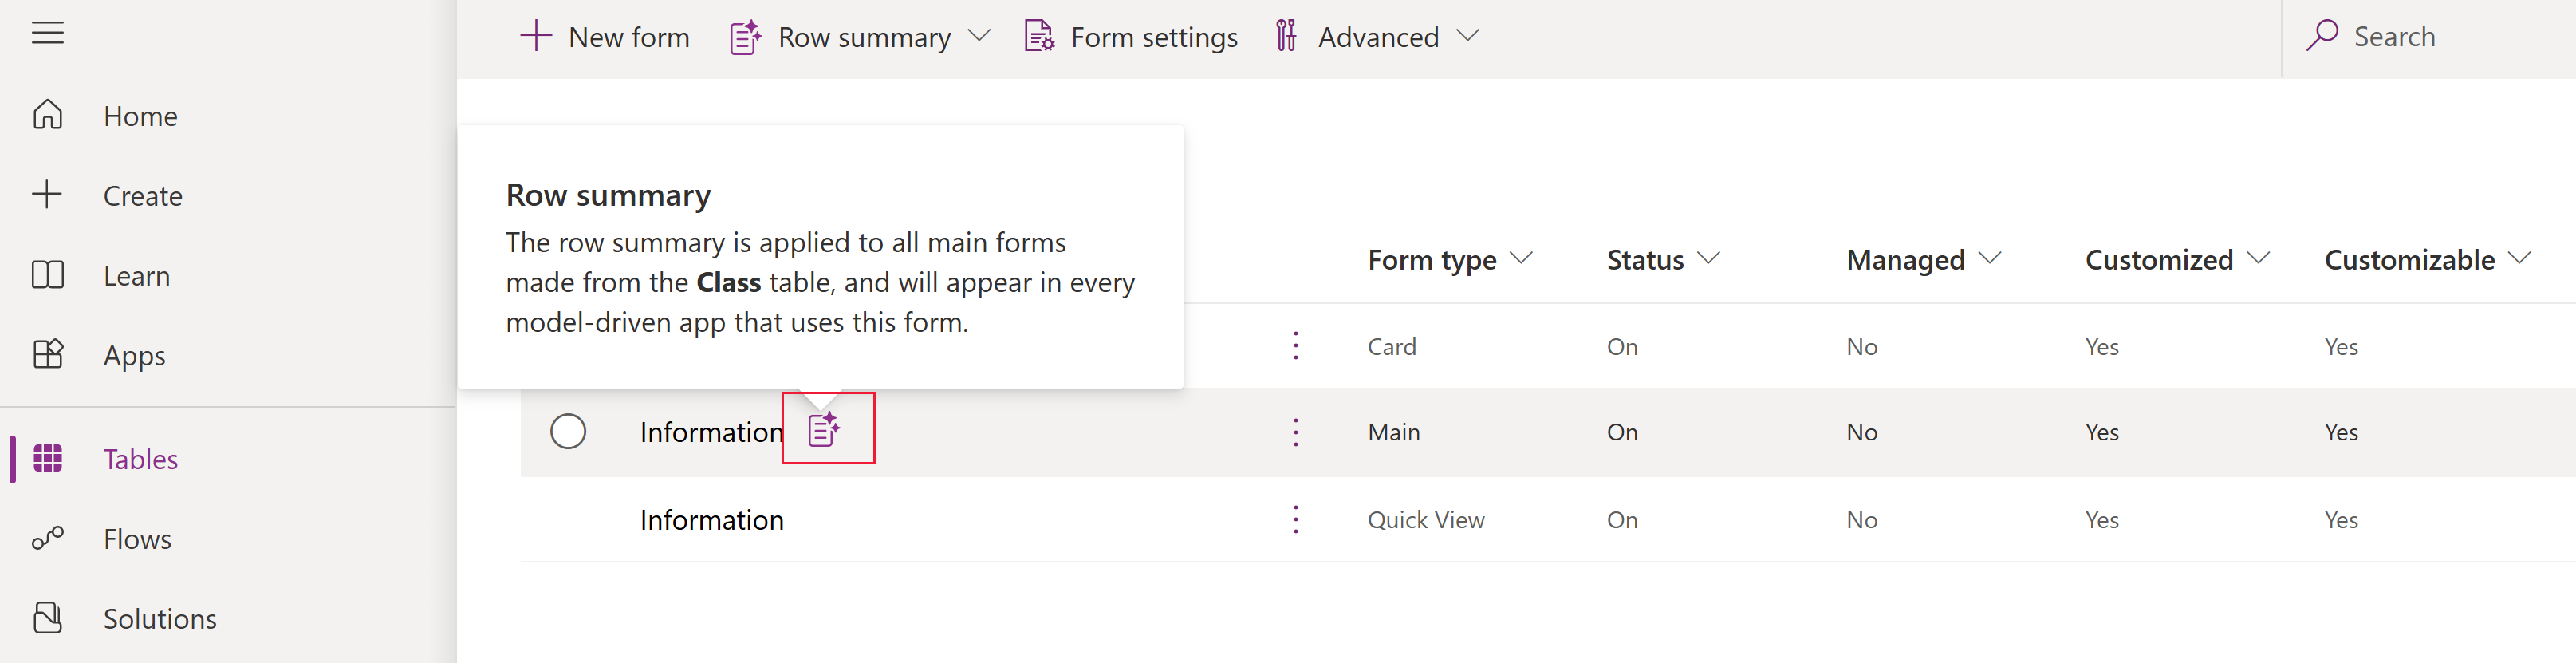 New form
Row summary
Form settings
Advanced
Search
Home
Create
Learn
Apps
Tables
Flows
Solutions
Row summary
The row summary is applied to all main forms
made from the Class table, and will appear in every
model-driven app that uses this form.
Form type Status Managed Customized Customizable
Card On No Yes Yes
Information Main On No Yes Yes
Information Quick View On No Yes Yes